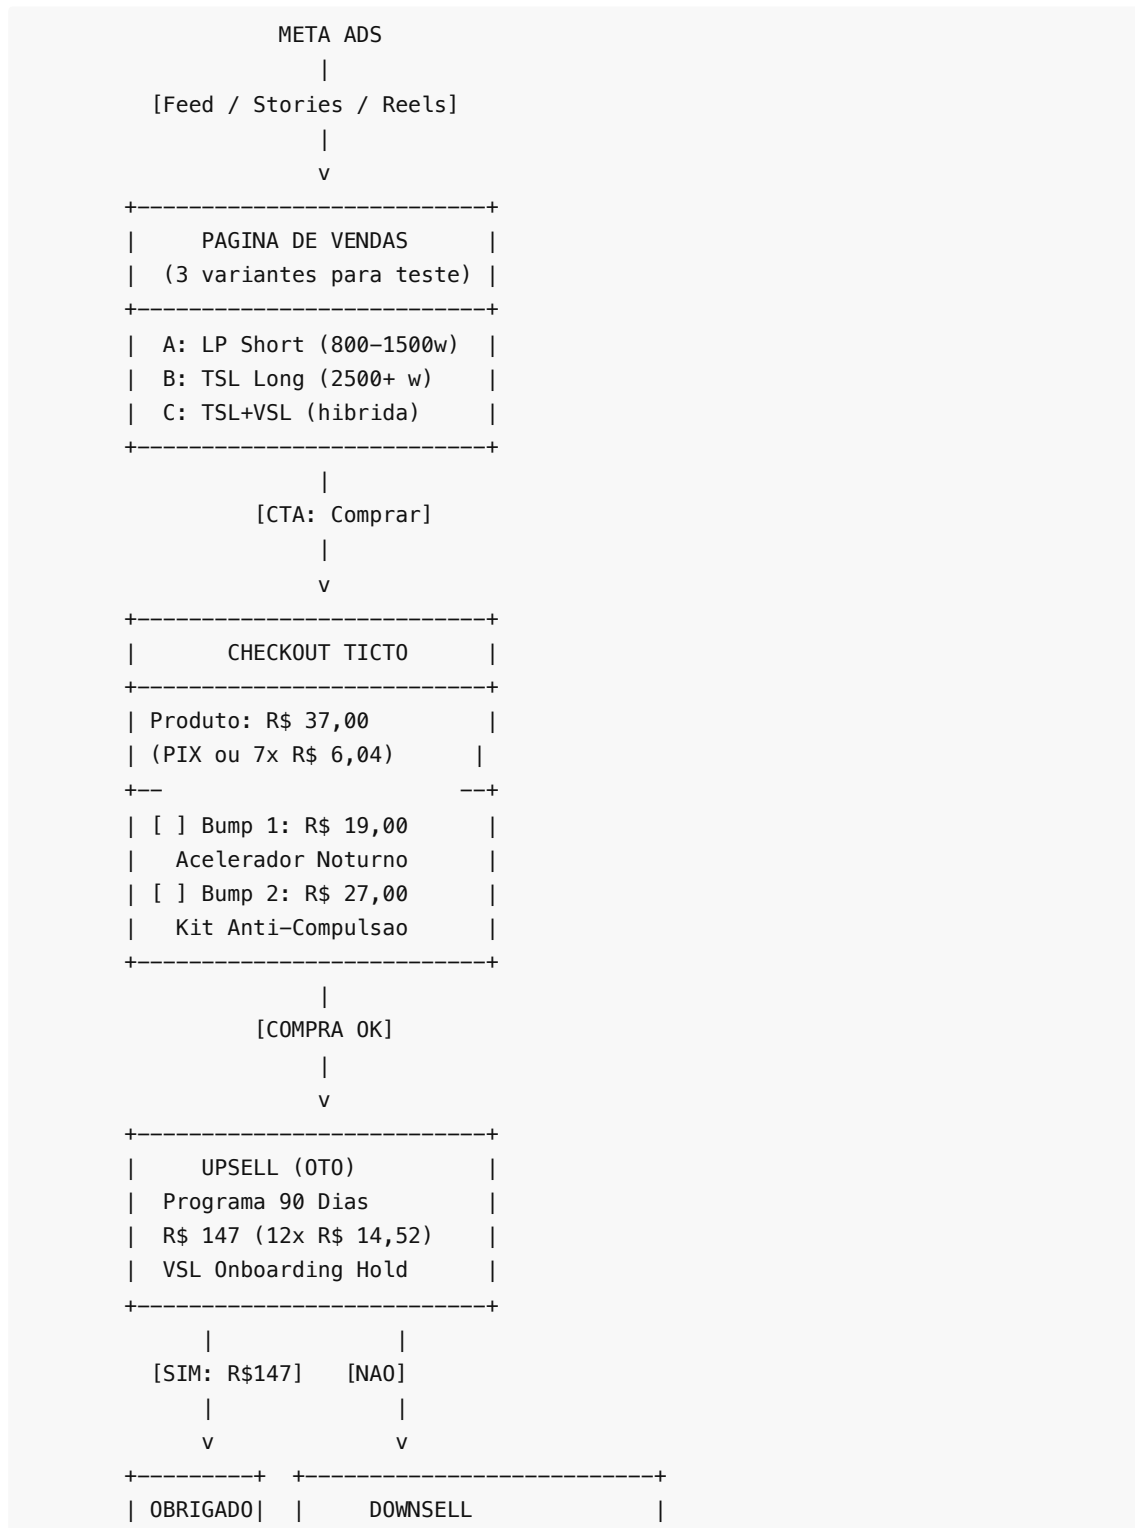 META ADS
|
[Feed / Stories / Reels]
|
v
+---------------------------+
|     PAGINA DE VENDAS      |
|  (3 variantes para teste) |
+---------------------------+
|  A: LP Short (800-1500w)  |
|  B: TSL Long (2500+ w)    |
|  C: TSL+VSL (hibrida)     |
+---------------------------+
|
[CTA: Comprar]
|
v
+---------------------------+
|       CHECKOUT TICTO      |
+---------------------------+
| Produto: R$ 37,00         |
| (PIX ou 7x R$ 6,04)      |
+--                       --+
| [ ] Bump 1: R$ 19,00      |
|   Acelerador Noturno      |
| [ ] Bump 2: R$ 27,00      |
|   Kit Anti-Compulsao      |
+---------------------------+
|
[COMPRA OK]
|
v
+---------------------------+
|     UPSELL (OTO)          |
|  Programa 90 Dias         |
|  R$ 147 (12x R$ 14,52)    |
|  VSL Onboarding Hold      |
+---------------------------+
|              |
[SIM: R$147]   [NAO]
|              |
v              v
+---------+  +---------------------------+
| OBRIGADO|  |     DOWNSELL              |